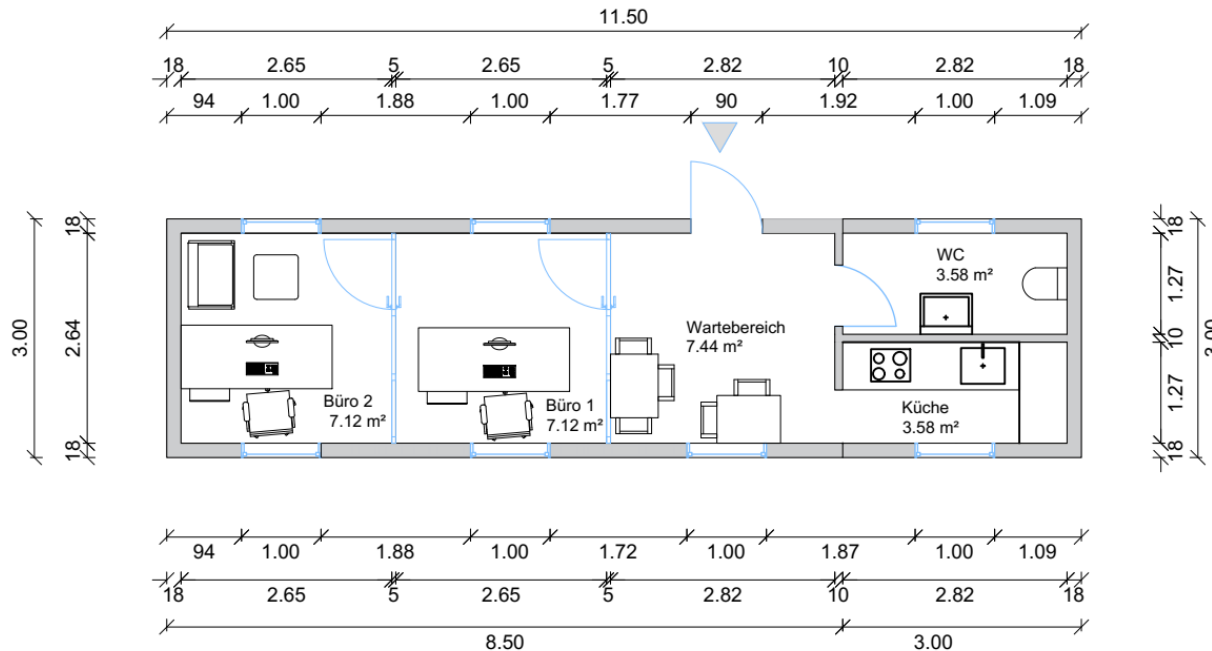 11.50
18 2.65 5 2.65 5 2.82 10 2.82 18
94 1.00 1.88 1.00 1.77 90 1.92 1.00 1.09
3.00
18
2.64
18
WC
3.58 m²
Wartebereich
7.44 m²
Büro 2
7.12 m²
Büro 1
7.12 m²
Küche
3.58 m²
18
1.27
10
1.27
18
3.00
94 1.00 1.88 1.00 1.72 1.00 1.87 1.00 1.09
18 2.65 5 2.65 5 2.82 10 2.82 18
8.50 3.00